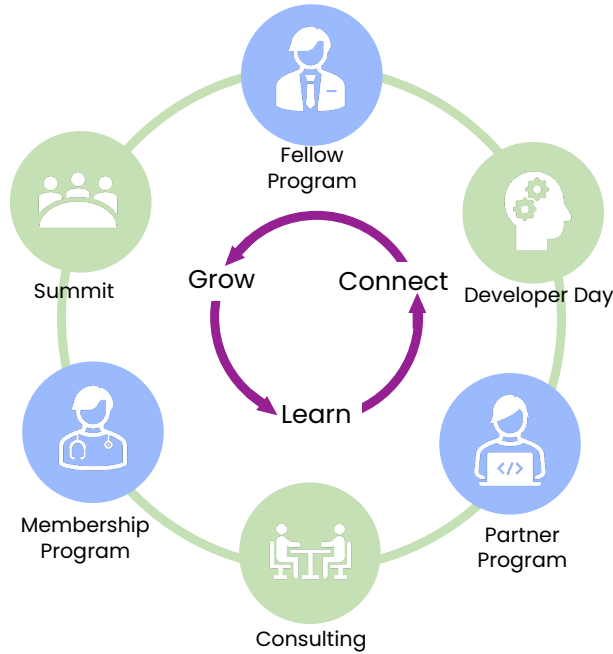 Fellow
Program
Grow
Connect
Summit
Developer Day
Learn
Membership
Program
Partner
Program
Consulting